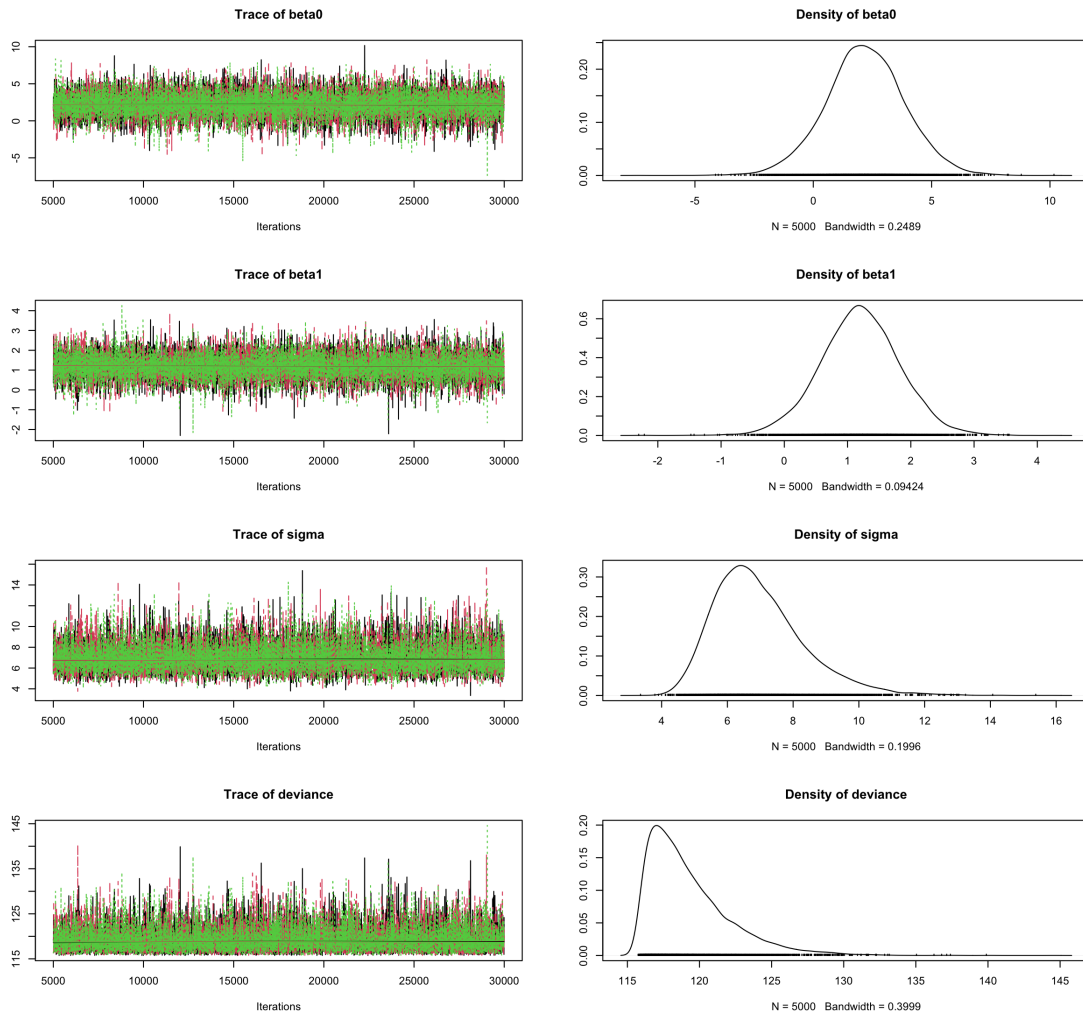 Trace of beta0
10
5
0
-5
5000 10000 15000 20000 25000 30000
Iterations
Density of beta0
0.20
0.10
0.00
-5 0 5 10
N = 5000 Bandwidth = 0.2489
Trace of beta1
4
3
2
1
0
-1
-2
5000 10000 15000 20000 25000 30000
Iterations
Density of beta1
0.6
0.4
0.2
0.0
-2 -1 0 1 2 3 4
N = 5000 Bandwidth = 0.09424
Trace of sigma
14
10
8
6
4
5000 10000 15000 20000 25000 30000
Iterations
Density of sigma
0.30
0.20
0.10
0.00
4 6 8 10 12 14 16
N = 5000 Bandwidth = 0.1996
Trace of deviance
145
135
125
115
5000 10000 15000 20000 25000 30000
Iterations
Density of deviance
0.20
0.15
0.10
0.05
0.00
115 120 125 130 135 140 145
N = 5000 Bandwidth = 0.3999